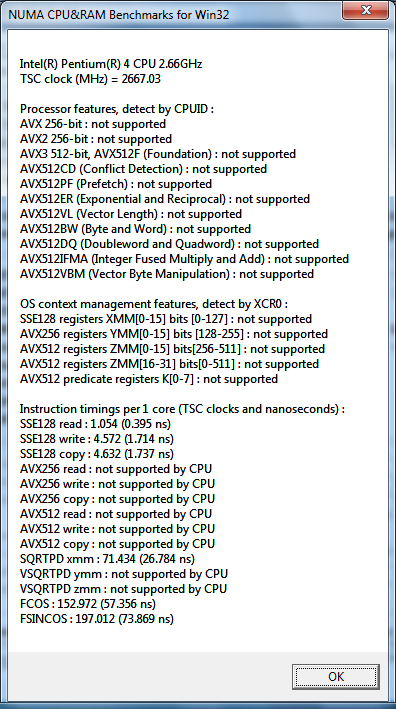 NUMA CPU&RAM Benchmarks for Win32
Intel(R) Pentium(R) 4 CPU 2.66GHz
TSC clock (MHz) = 2667.03
Processor features, detect by CPUID :
AVX 256-bit : not supported
AVX2 256-bit : not supported
AVX3 512-bit, AVX512F (Foundation) : not supported
AVX512CD (Conflict Detection) : not supported
AVX512PF (Prefetch) : not supported
AVX512ER (Exponential and Reciprocal) : not supported
AVX512VL (Vector Length) : not supported
AVX512BW (Byte and Word) : not supported
AVX512DQ (Doubleword and Quadword) : not supported
AVX512IFMA (Integer Fused Multiply and Add) : not supported
AVX512VBM (Vector Byte Manipulation) : not supported
OS context management features, detect by XCR0 :
SSE128 registers XMM[0-15] bits [0-127] : not supported
AVX256 registers YMM[0-15] bits [128-255] : not supported
AVX512 registers ZMM[0-15] bits[256-511] : not supported
AVX512 registers ZMM[16-31] bits[0-511] : not supported
AVX512 predicate registers K[0-7] : not supported
Instruction timings per 1 core (TSC clocks and nanoseconds) :
SSE128 read : 1.054 (0.395 ns)
SSE128 write : 4.572 (1.714 ns)
SSE128 copy : 4.632 (1.737 ns)
AVX256 read : not supported by CPU
AVX256 write : not supported by CPU
AVX256 copy : not supported by CPU
AVX512 read : not supported by CPU
AVX512 write : not supported by CPU
AVX512 copy : not supported by CPU
SQRTPD xmm : 71.434 (26.784 ns)
VSQRTPD ymm : not supported by CPU
VSQRTPD zmm : not supported by CPU
FCOS : 152.972 (57.356 ns)
FSINCOS : 197.012 (73.869 ns)
OK